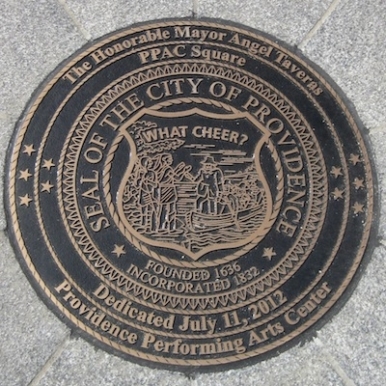 The Honorable Mayor Angel Taveras
PPAC Square
SEAL OF THE CITY OF PROVIDENCE
WHAT CHEER?
FOUNDED 1636
INCORPORATED 1832
Dedicated July 11, 2012
Providence Performing Arts Center